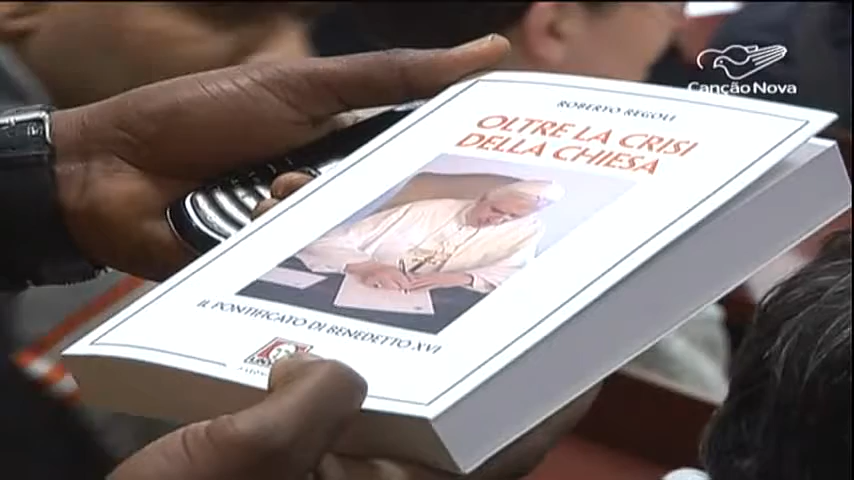 Canção Nova
ROBERTO REGOLI
OLTRE LA CRISI
DELLA CHIESA
IL PONTIFICATO DI BENEDETTO XVI